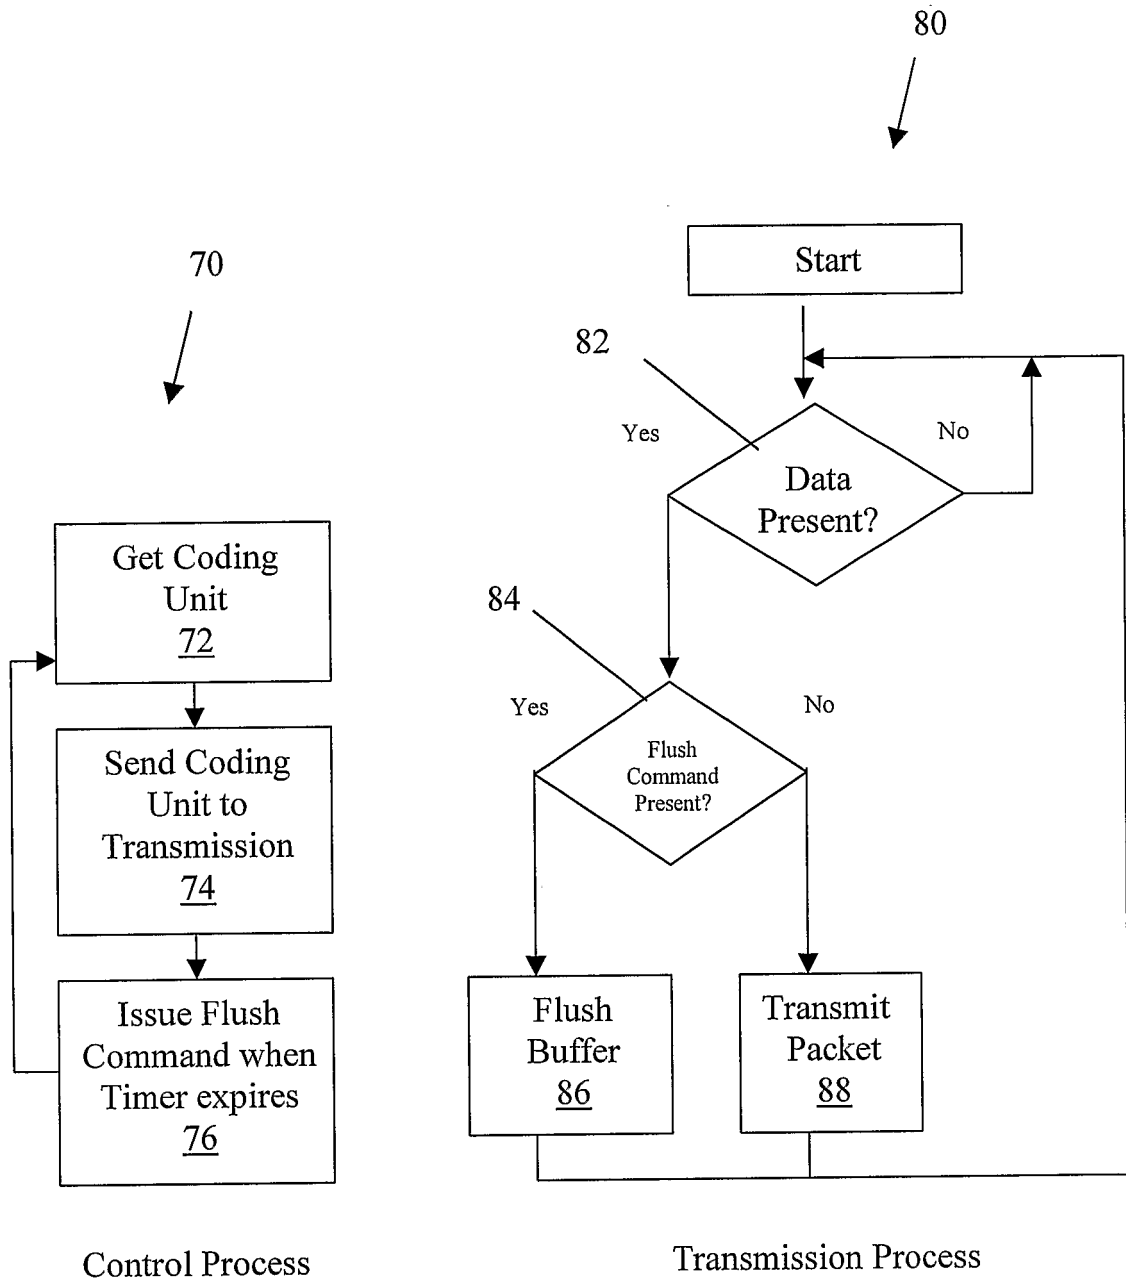 80
70
Start
82
Yes
No
Data
Present?
Get Coding
Unit
72
84
Yes
No
Flush
Command
Present?
Send Coding
Unit to
Transmission
74
Issue Flush
Command when
Timer expires
76
Flush
Buffer
86
Transmit
Packet
88
Control Process
Transmission Process